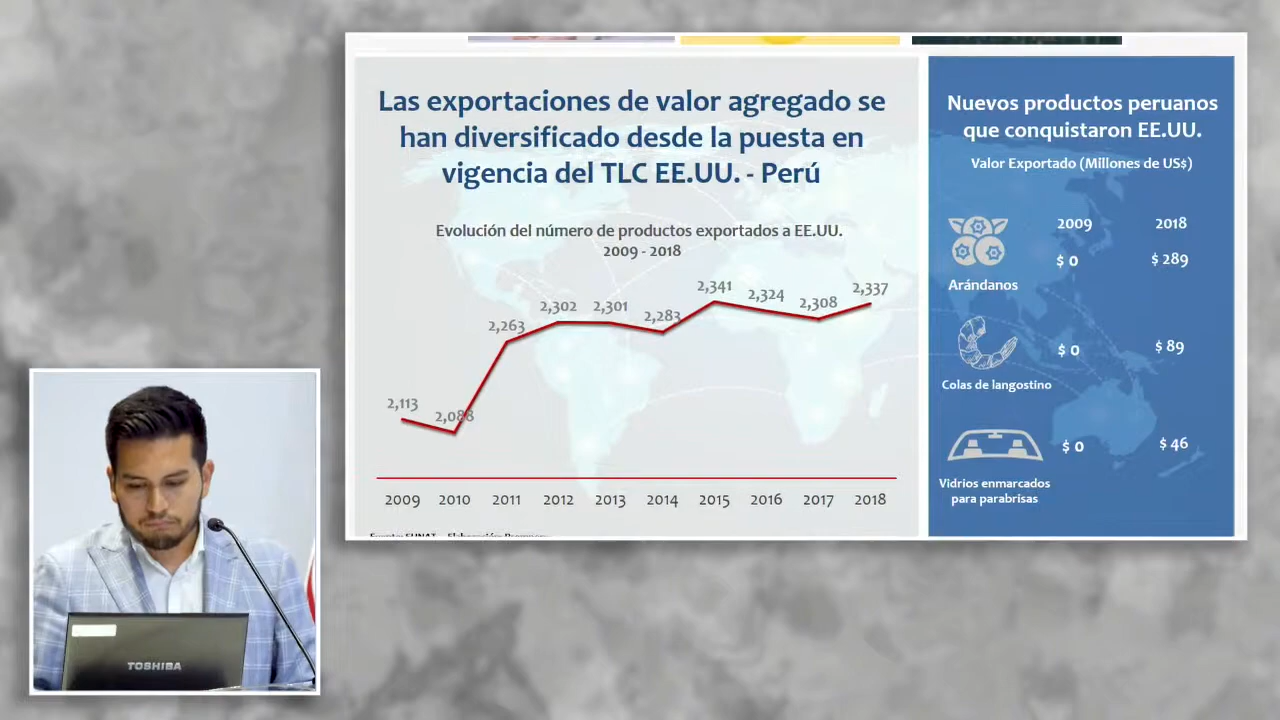 Las exportaciones de valor agregado se
han diversificado desde la puesta en
vigencia del TLC EE.UU. - Perú
Evolución del número de productos exportados a EE.UU.
2009 - 2018
2,113
2,088
2,263
2,302
2,301
2,283
2,341
2,324
2,308
2,337
2009 2010 2011 2012 2013 2014 2015 2016 2017 2018
Nuevos productos peruanos
que conquistaron EE.UU.
Valor Exportado (Millones de US$)
2009 2018
$ 0 $ 289
Arándanos
$ 0 $ 89
Colas de langostino
$ 0 $ 46
Vidrios enmarcados
para parabrisas
TOSHIBA